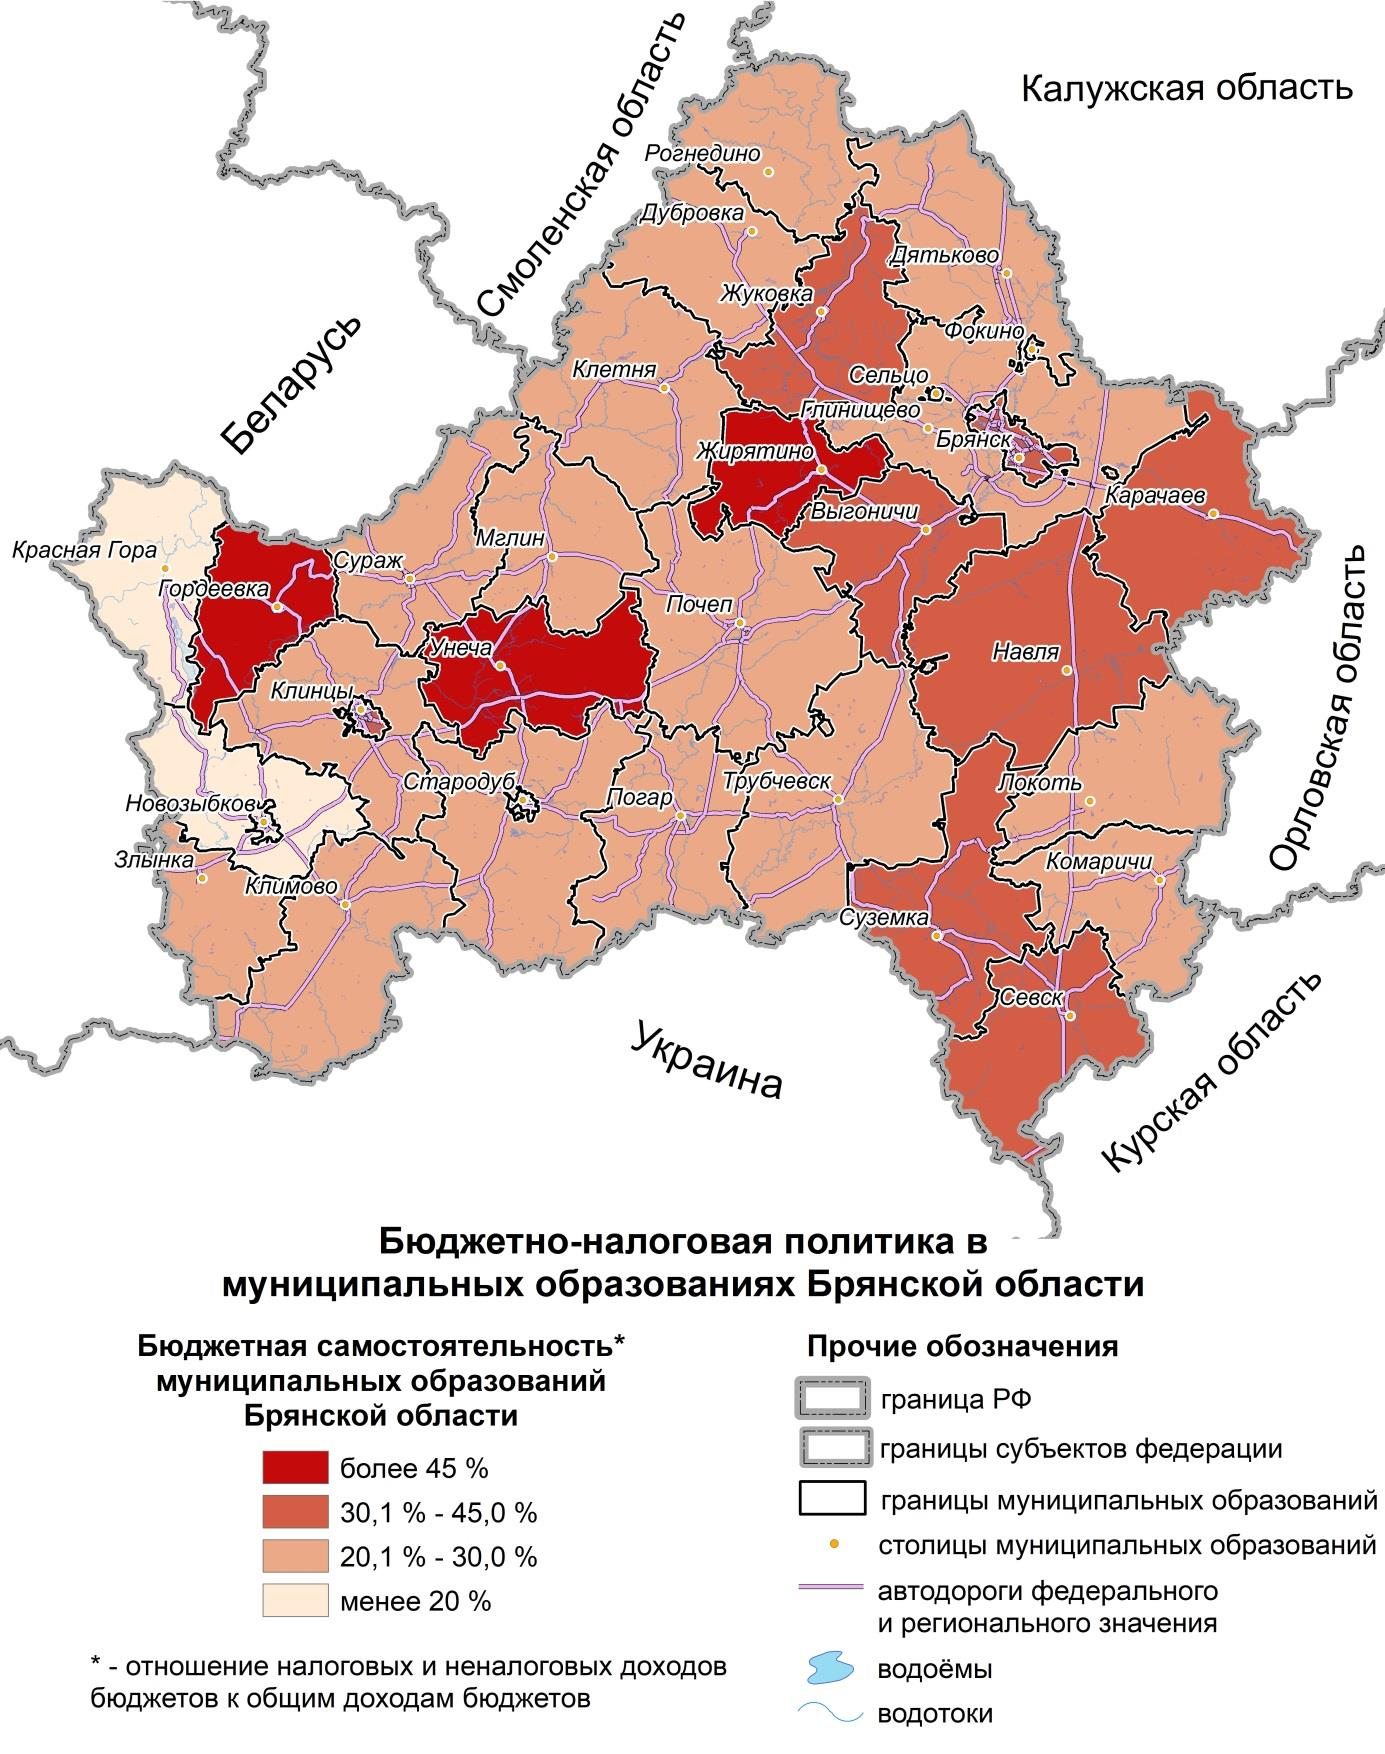 Калужская область
Смоленская область
Беларусь
Рогнедино
Дубровка
Дятьково
Жуковка
Фокино
Клетня
Сельцо
Глинищево
Брянск
Жирятино
Карачаев
Выгоничи
Мглин
Красная Гора
Сураж
Гордеевка
Почеп
Унеча
Навля
Клинцы
Орловская область
Стародуб
Погар
Трубчевск
Локоть
Новозыбков
Злынка
Климово
Комаричи
Суземка
Севск
Украина
Курская область
Бюджетно-налоговая политика в
муниципальных образованиях Брянской области
Бюджетная самостоятельность*
муниципальных образований
Брянской области
более 45 %
30,1 % - 45,0 %
20,1 % - 30,0 %
менее 20 %
* - отношение налоговых и неналоговых доходов
бюджетов к общим доходам бюджетов
Прочие обозначения
граница РФ
границы субъектов федерации
границы муниципальных образований
столицы муниципальных образований
автодороги федерального
и регионального значения
водоёмы
водотоки